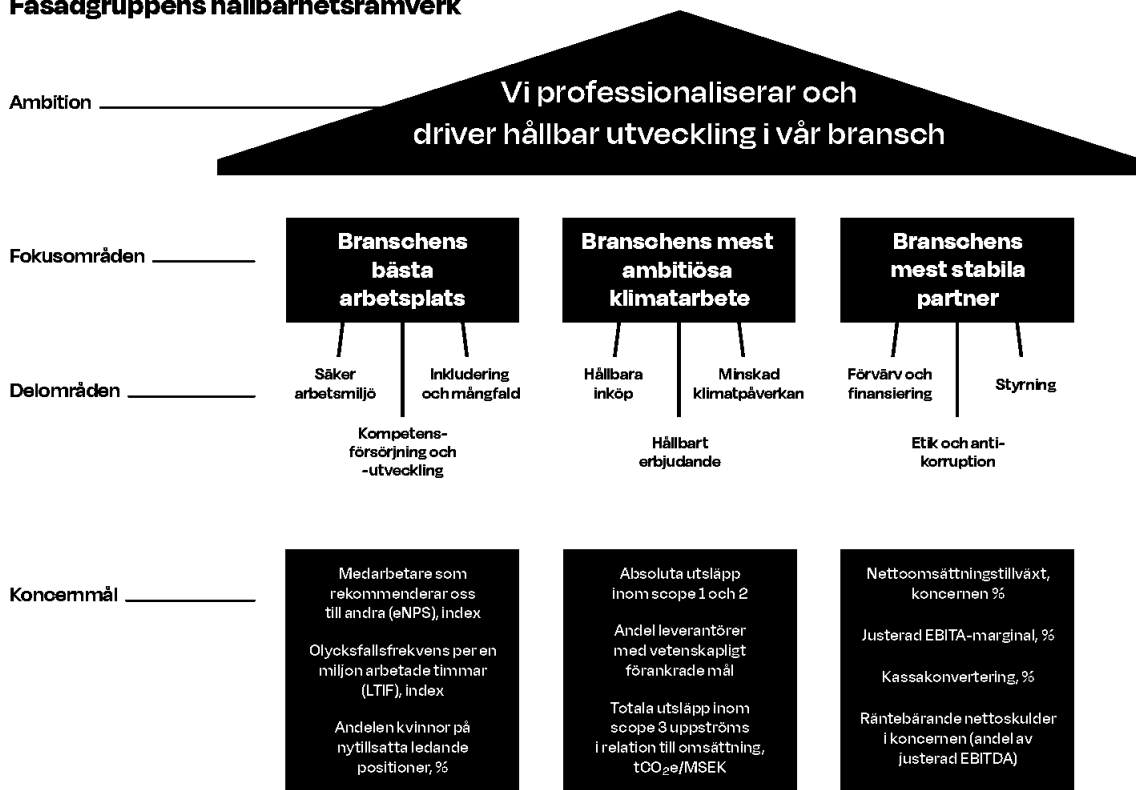 Fasadgruppens hållbarhetsramverk
Ambition
Vi professionaliserar och
driver hållbar utveckling i vår bransch
Fokusområden
Branschens
bästa
arbetsplats
Branschens mest
ambitiösa
klimatarbete
Branschens
mest stabila
partner
Delområden
Säker
arbetsmiljö
Inkludering
och mångfald
Kompetens-
försörjning och
-utveckling
Hållbara
inköp
Minskad
klimatpåverkan
Hållbart
erbjudande
Förvärv och
finansiering
Styrning
Etik och anti-
korruption
Koncernmål
Medarbetare som
rekommenderar oss
till andra (eNPS), index
Olycksfallsfrekvens per en
miljon arbetade timmar
(LTIF), index
Andelen kvinnor på
nytillsatta ledande
positioner, %
Absoluta utsläpp
inom scope 1 och 2
Andel leverantörer
med vetenskapligt
förankrade mål
Totala utsläpp inom
scope 3 uppströms
i relation till omsättning,
tCO₂e/MSEK
Nettoomsättningstillväxt,
koncernen %
Justerad EBITA-marginal, %
Kassakonvertering, %
Räntebärande nettoskulder
i koncernen (andel av
justerad EBITDA)